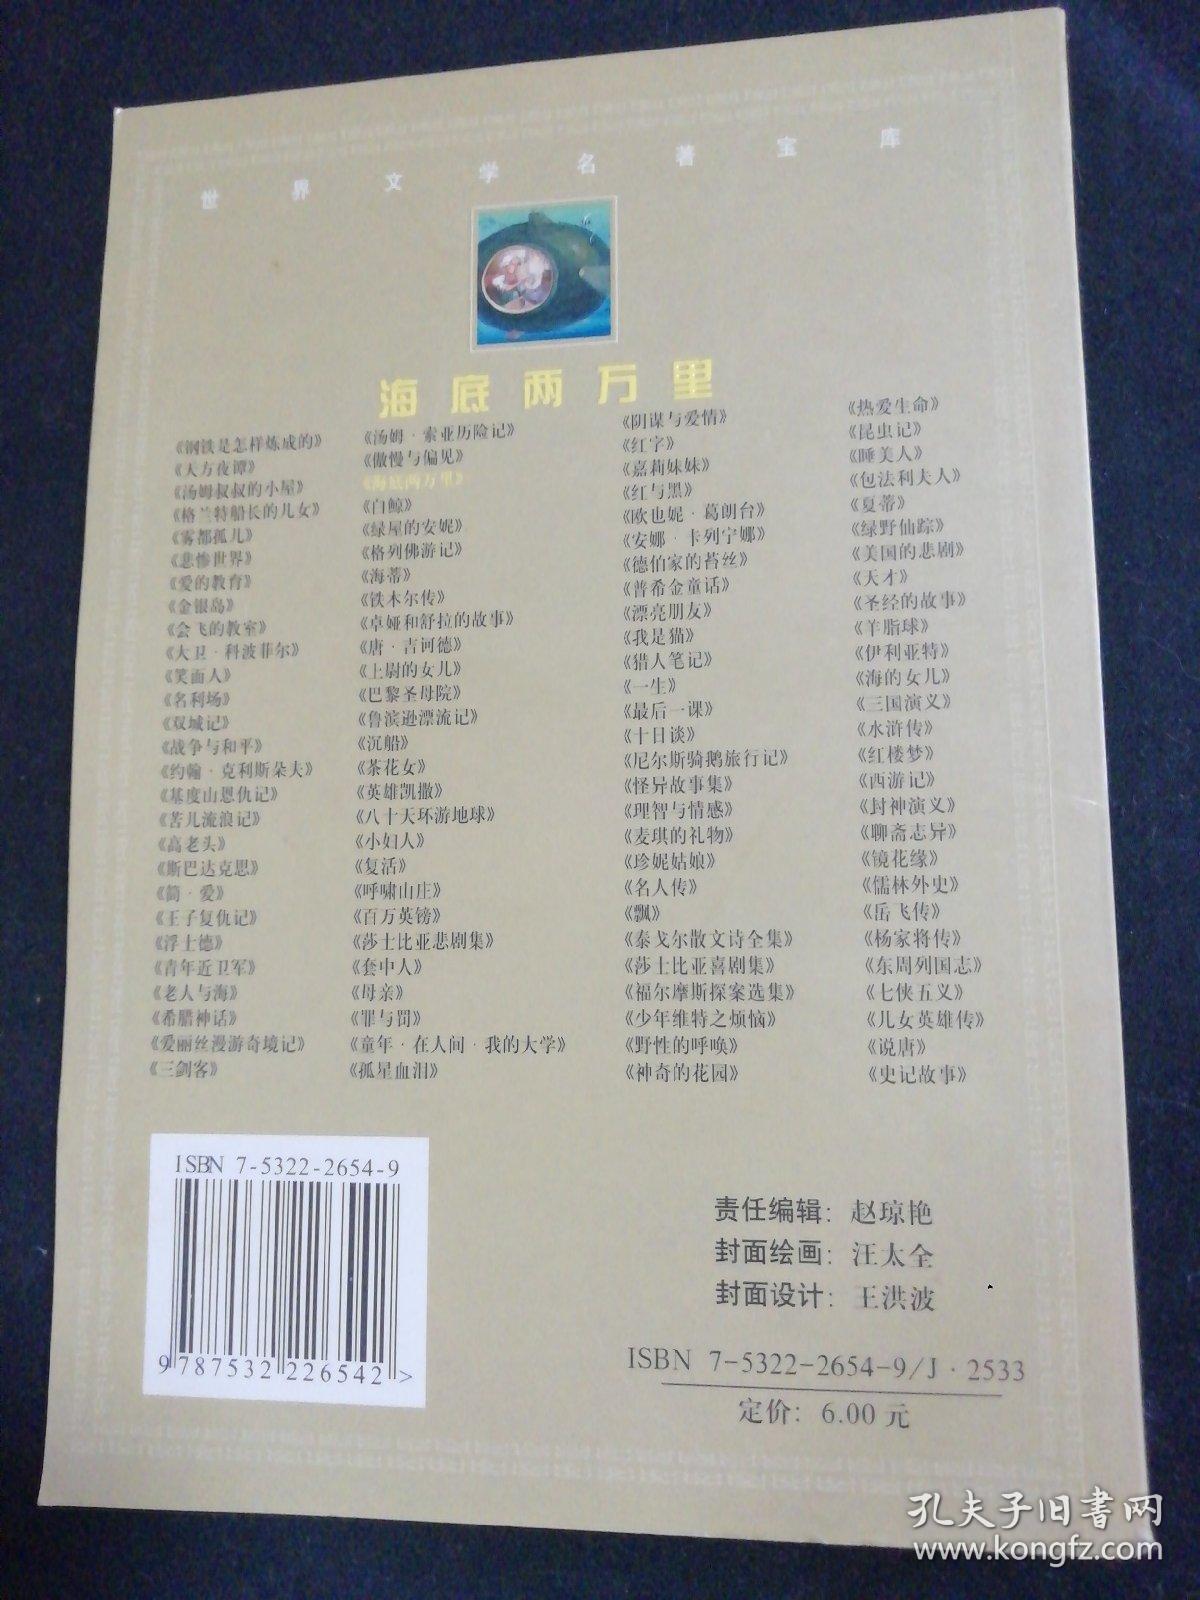 世界文学名著宝库
海底两万里
《钢铁是怎样炼成的》
《天方夜谭》
《汤姆叔叔的小屋》
《格兰特船长的儿女》
《雾都孤儿》
《悲惨世界》
《爱的教育》
《金银岛》
《会飞的教室》
《大卫·科波菲尔》
《笑面人》
《名利场》
《双城记》
《战争与和平》
《约翰·克利斯朵夫》
《基度山恩仇记》
《苦儿流浪记》
《高老头》
《斯巴达克思》
《简·爱》
《王子复仇记》
《浮士德》
《青年近卫军》
《老人与海》
《希腊神话》
《爱丽丝漫游奇境记》
《三剑客》
《汤姆·索亚历险记》
《傲慢与偏见》
《海底两万里》
《白鲸》
《绿屋的安妮》
《格列佛游记》
《海蒂》
《铁木尔传》
《卓娅和舒拉的故事》
《唐·吉诃德》
《上尉的女儿》
《巴黎圣母院》
《鲁滨逊漂流记》
《沉船》
《茶花女》
《英雄凯撒》
《八十天环游地球》
《小妇人》
《复活》
《呼啸山庄》
《百万英镑》
《莎士比亚悲剧集》
《套中人》
《母亲》
《罪与罚》
《童年·在人间·我的大学》
《孤星血泪》
《阴谋与爱情》
《红字》
《嘉莉妹妹》
《红与黑》
《欧也妮·葛朗台》
《安娜·卡列宁娜》
《德伯家的苔丝》
《普希金童话》
《漂亮朋友》
《我是猫》
《猎人笔记》
《一生》
《最后一课》
《十日谈》
《尼尔斯骑鹅旅行记》
《怪异故事集》
《理智与情感》
《麦琪的礼物》
《珍妮姑娘》
《名人传》
《飘》
《泰戈尔散文诗全集》
《莎士比亚喜剧集》
《福尔摩斯探案选集》
《少年维特之烦恼》
《野性的呼唤》
《神奇的花园》
《热爱生命》
《昆虫记》
《睡美人》
《包法利夫人》
《夏蒂》
《绿野仙踪》
《美国的悲剧》
《天才》
《圣经的故事》
《羊脂球》
《伊利亚特》
《海的女儿》
《三国演义》
《水浒传》
《红楼梦》
《西游记》
《封神演义》
《聊斋志异》
《镜花缘》
《儒林外史》
《岳飞传》
《杨家将传》
《东周列国志》
《七侠五义》
《儿女英雄传》
《说唐》
《史记故事》
ISBN 7-5322-2654-9
9 787532 226542 >
责任编辑：赵琼艳
封面绘画：汪太全
封面设计：王洪波
ISBN 7-5322-2654-9/J·2533
定价：6.00元
孔夫子旧书网
www.kongfz.com